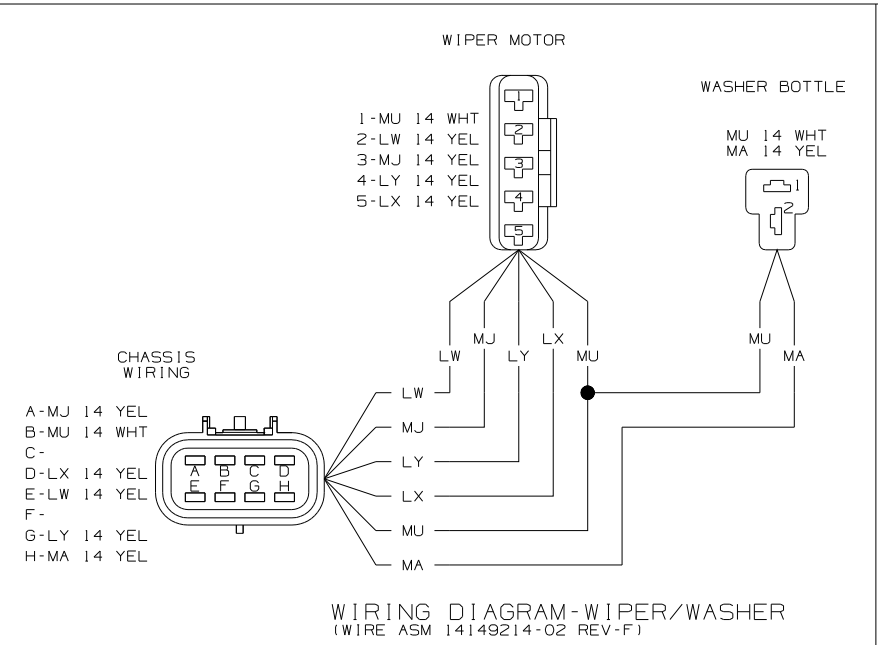 WIPER MOTOR
1-MU 14 WHT
2-LW 14 YEL
3-MJ 14 YEL
4-LY 14 YEL
5-LX 14 YEL
1
2
3
4
5
WASHER BOTTLE
MU 14 WHT
MA 14 YEL
1
2
LW
MJ
LY
LX
MU
MU
MA
CHASSIS
WIRING
A-MJ 14 YEL
B-MU 14 WHT
C-
D-LX 14 YEL
E-LW 14 YEL
F-
G-LY 14 YEL
H-MA 14 YEL
A B C D
E F G H
LW
MJ
LY
LX
MU
MA
WIRING DIAGRAM-WIPER/WASHER
(WIRE ASM 14149214-02 REV-F)